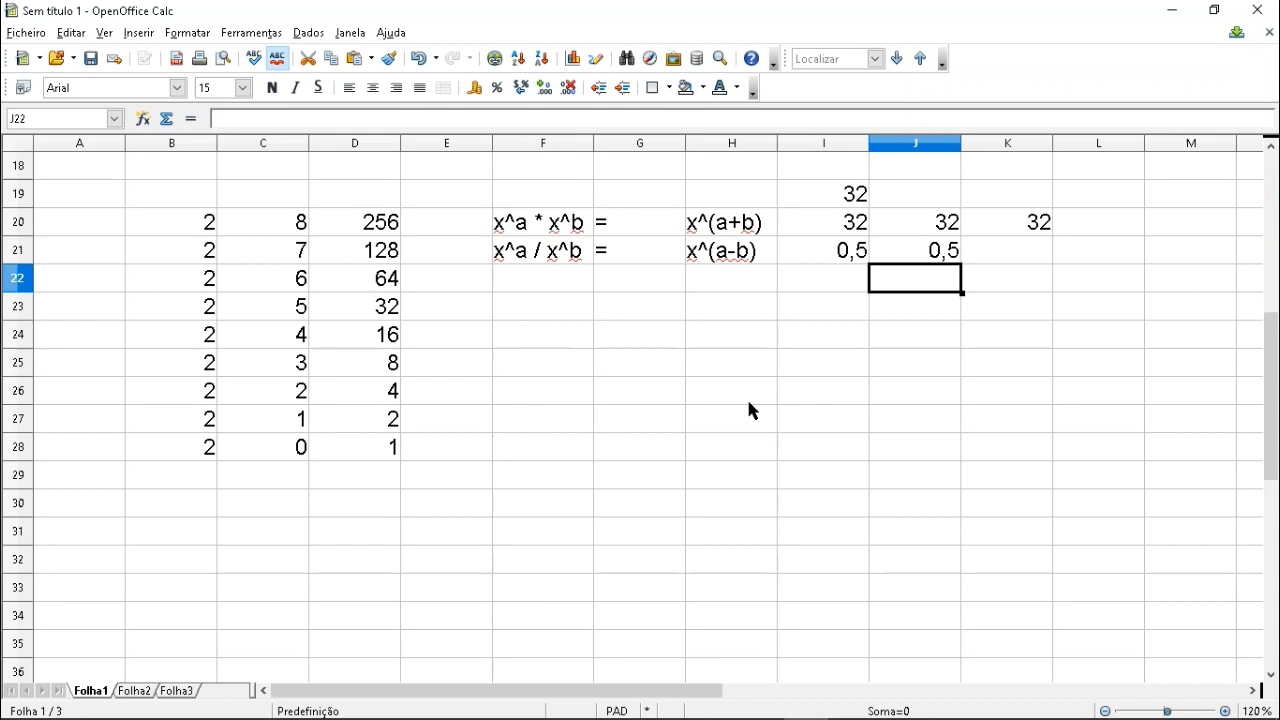 Sem título 1 - OpenOffice Calc
Ficheiro Editar Ver Inserir Formatar Ferramentas Dados Janela Ajuda
ABC ABC Localizar
Arial 15 N I S
J22
A B C D E F G H I J K L M
18
19 32
20 2 8 256 x^a * x^b = x^(a+b) 32 32 32
21 2 7 128 x^a / x^b = x^(a-b) 0,5 0,5
22 2 6 64
23 2 5 32
24 2 4 16
25 2 3 8
26 2 2 4
27 2 1 2
28 2 0 1
29
30
31
32
33
34
35
36
Folha1 Folha2 Folha3
Folha 1 / 3 Predefinição PAD * Soma=0 120%